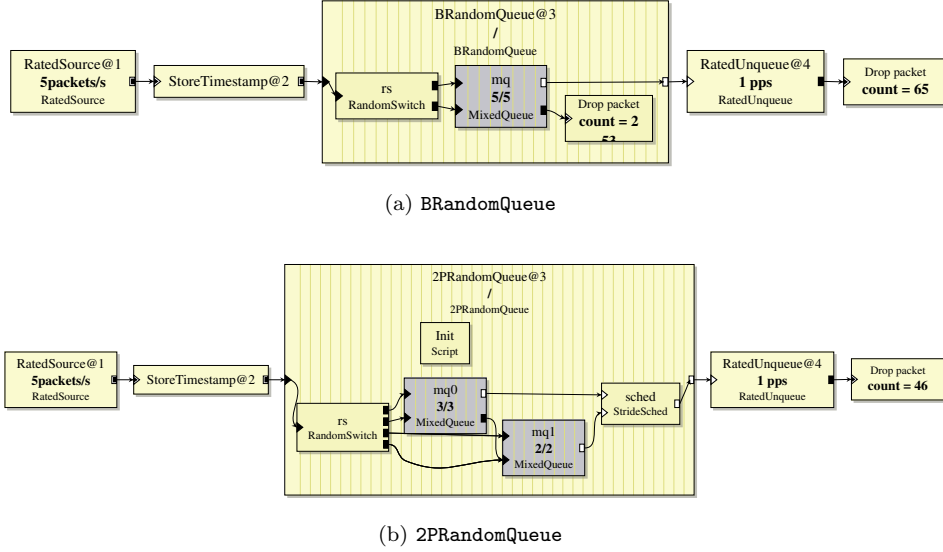 BRandomQueue@3
/
BRandomQueue
RatedSource@1
5packets/s
RatedSource
StoreTimestamp@2
rs
RandomSwitch
mq
5/5
MixedQueue
Drop packet
count = 2
53
RatedUnqueue@4
1 pps
RatedUnqueue
Drop packet
count = 65
(a) BRandomQueue
2PRandomQueue@3
/
2PRandomQueue
Init
Script
RatedSource@1
5packets/s
RatedSource
StoreTimestamp@2
rs
RandomSwitch
mq0
3/3
MixedQueue
mq1
2/2
MixedQueue
sched
StrideSched
RatedUnqueue@4
1 pps
RatedUnqueue
Drop packet
count = 46
(b) 2PRandomQueue